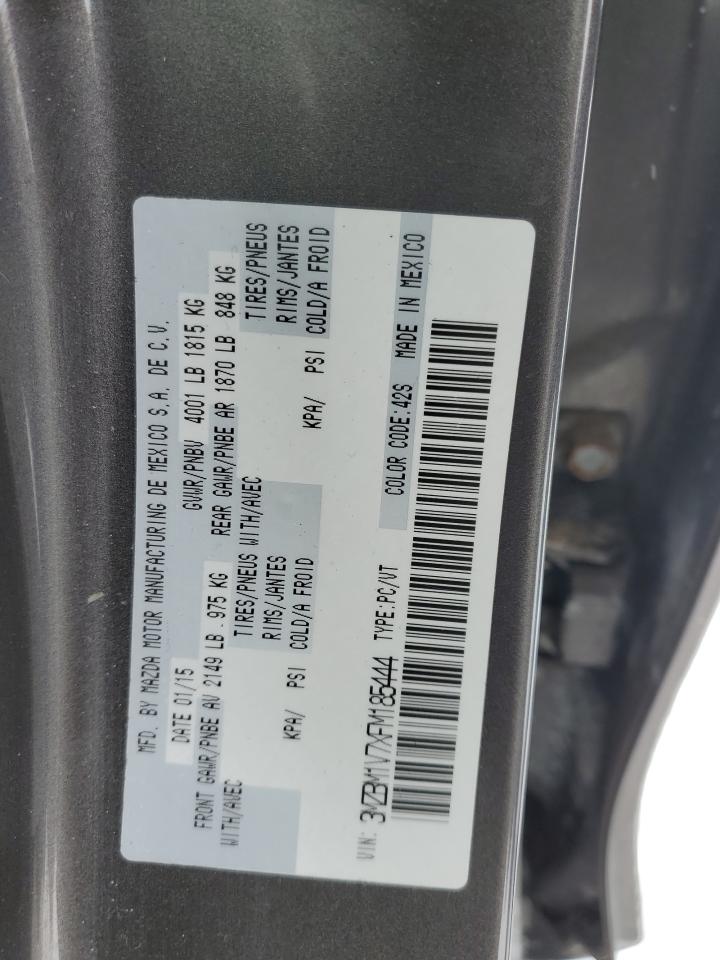 MFD. BY MAZDA MOTOR MANUFACTURING DE MEXICO S.A. DE C.V.
DATE 01/15 GVWR/PNBV 4001 LB 1815 KG
FRONT GAWR/PNBE AV 2149 LB 975 KG REAR GAWR/PNBE AR 1870 LB 848 KG
WITH/AVEC TIRES/PNEUS WITH/AVEC TIRES/PNEUS
RIMS/JANTES RIMS/JANTES
KPA/ PSI COLD/A FROID KPA/ PSI COLD/A FROID
VIN: 3MZBM1V7XFM185444 TYPE:PC/VT COLOR CODE:42S MADE IN MEXICO